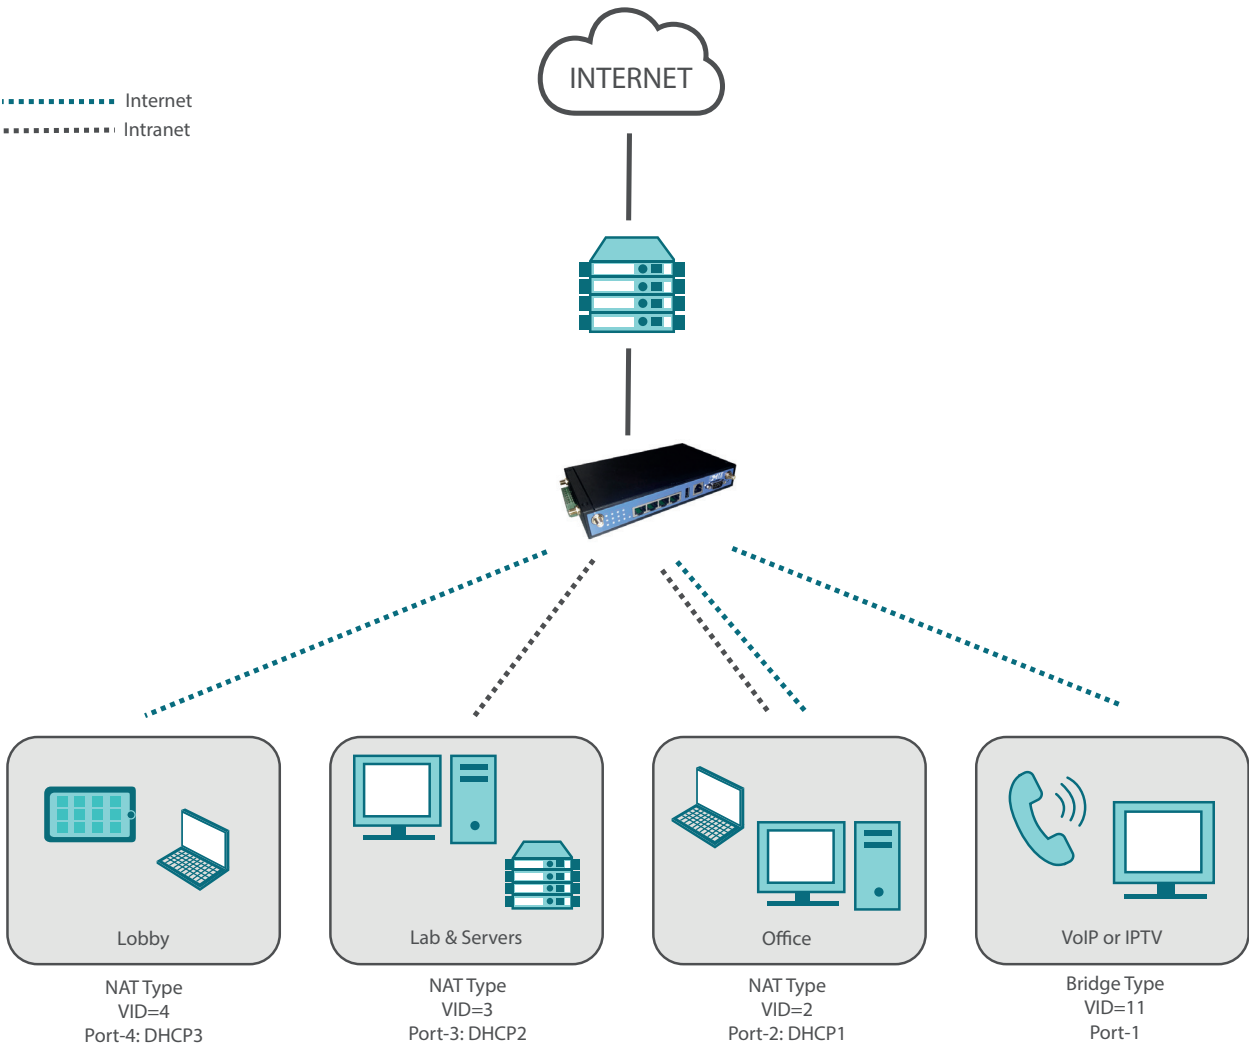 INTERNET
Internet
Intranet
Lobby
NAT Type
VID=4
Port-4: DHCP3
Lab & Servers
NAT Type
VID=3
Port-3: DHCP2
Office
NAT Type
VID=2
Port-2: DHCP1
VoIP or IPTV
Bridge Type
VID=11
Port-1